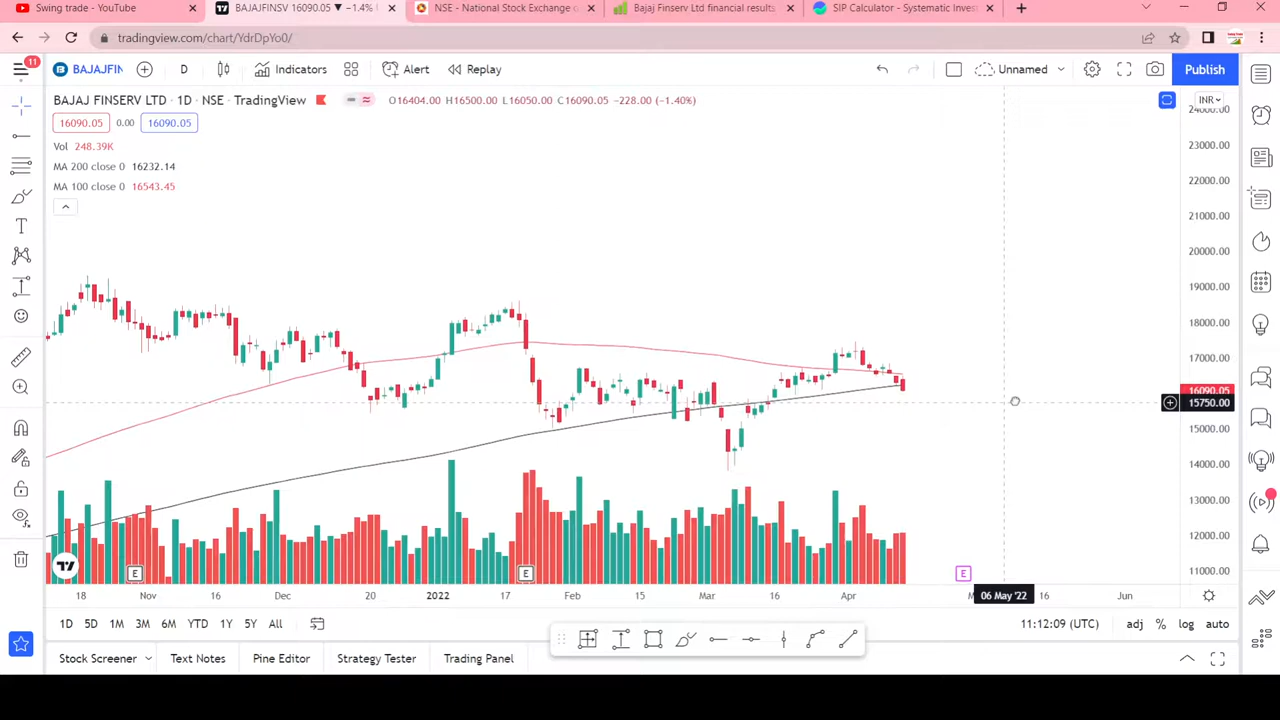 Swing trade - YouTube
BAJAJFINSV 16090.05 ▼ −1.4%
NSE - National Stock Exchange o
Bajaj Finserv Ltd financial results
SIP Calculator - Systematic Inves
tradingview.com/chart/YdrDpYo0/
11
BAJAJFIN
D
Indicators
Alert
Replay
Unnamed
Publish
BAJAJ FINSERV LTD · 1D · NSE · TradingView
O16404.00 H16500.00 L16050.00 C16090.05 −228.00 (−1.40%)
INR
16090.05
0.00
16090.05
Vol 248.39K
MA 200 close 0 16232.14
MA 100 close 0 16543.45
24000.00
23000.00
22000.00
21000.00
20000.00
19000.00
18000.00
17000.00
16090.05
15750.00
15000.00
14000.00
13000.00
12000.00
11000.00
E
E
E
18
Nov
16
Dec
20
2022
17
Feb
15
Mar
16
Apr
06 May '22
16
Jun
1D
5D
1M
3M
6M
YTD
1Y
5Y
All
11:12:09 (UTC)
adj
%
log
auto
Stock Screener
Text Notes
Pine Editor
Strategy Tester
Trading Panel